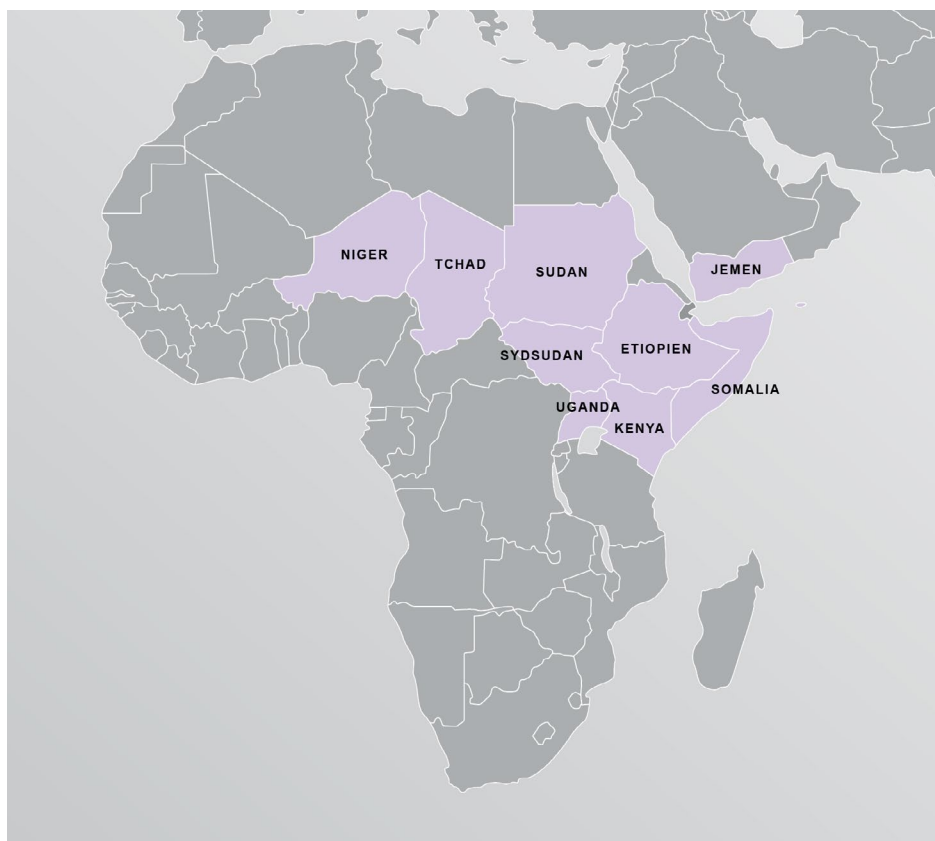 NIGER
TCHAD
SUDAN
JEMEN
SYDSUDAN
ETIOPIEN
SOMALIA
UGANDA
KENYA